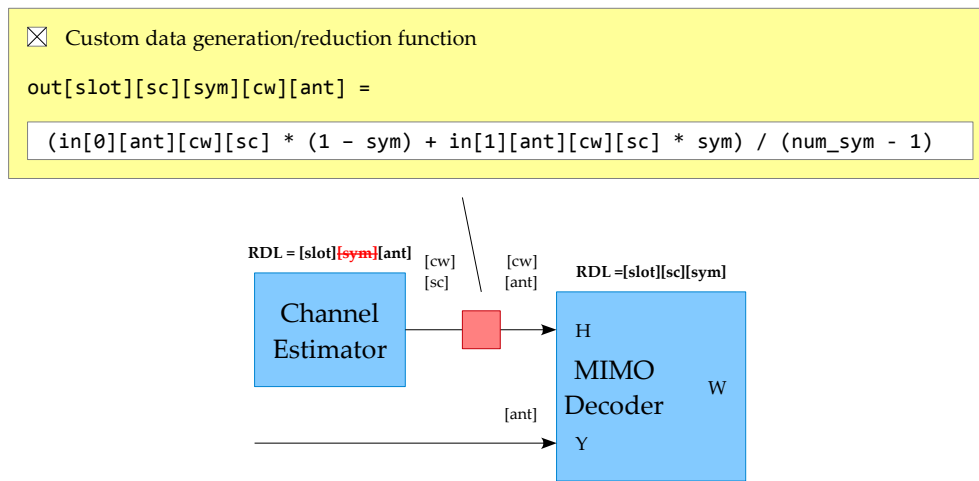 Custom data generation/reduction function
out[slot][sc][sym][cw][ant] =
(in[0][ant][cw][sc] * (1 – sym) + in[1][ant][cw][sc] * sym) / (num_sym - 1)
RDL = [slot][sym][ant]
[cw]
[sc]
[cw]
[ant]
RDL =[slot][sc][sym]
Channel
Estimator
H
MIMO
Decoder
W
[ant]
Y